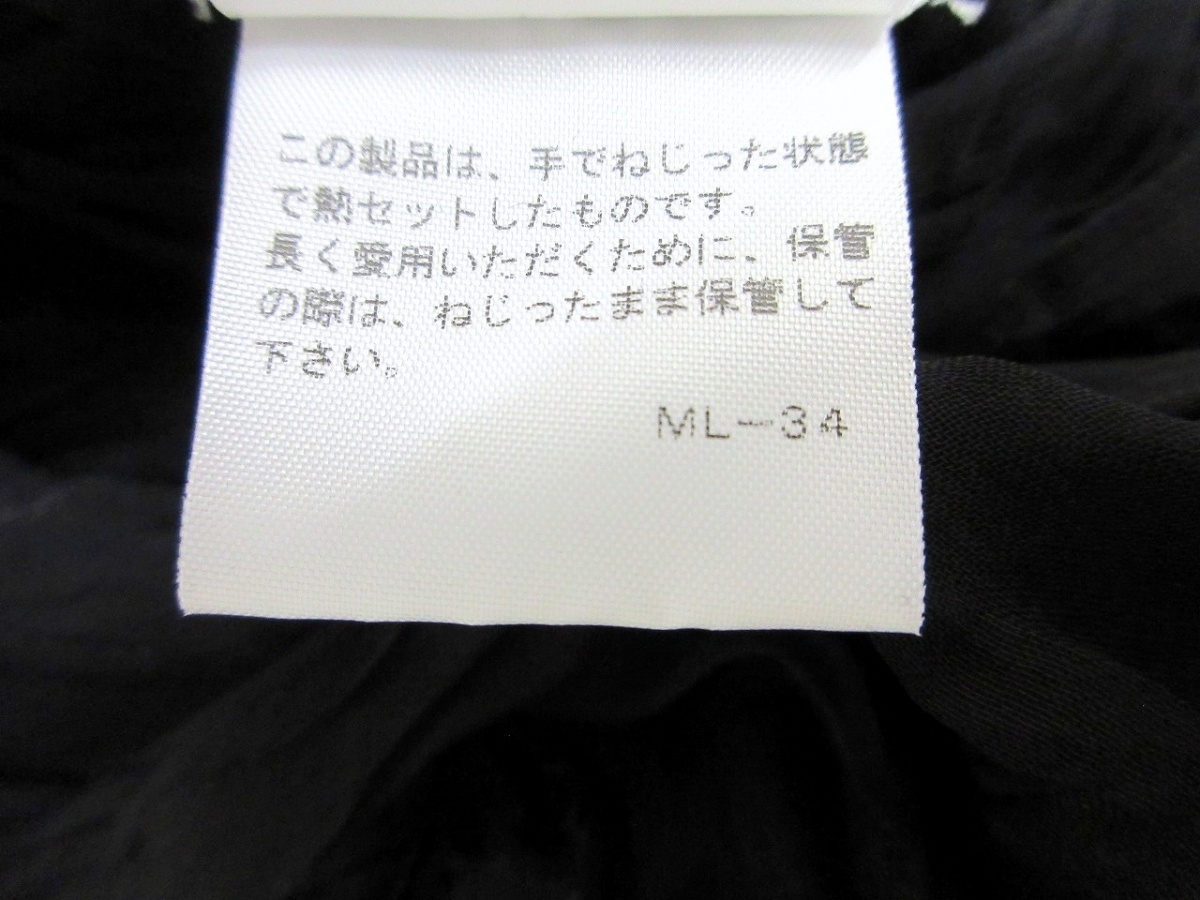 この製品は、手でねじった状態
で熱セットしたものです。
長く愛用いただくために、保管
の際は、ねじったまま保管して
下さい。
ML－34